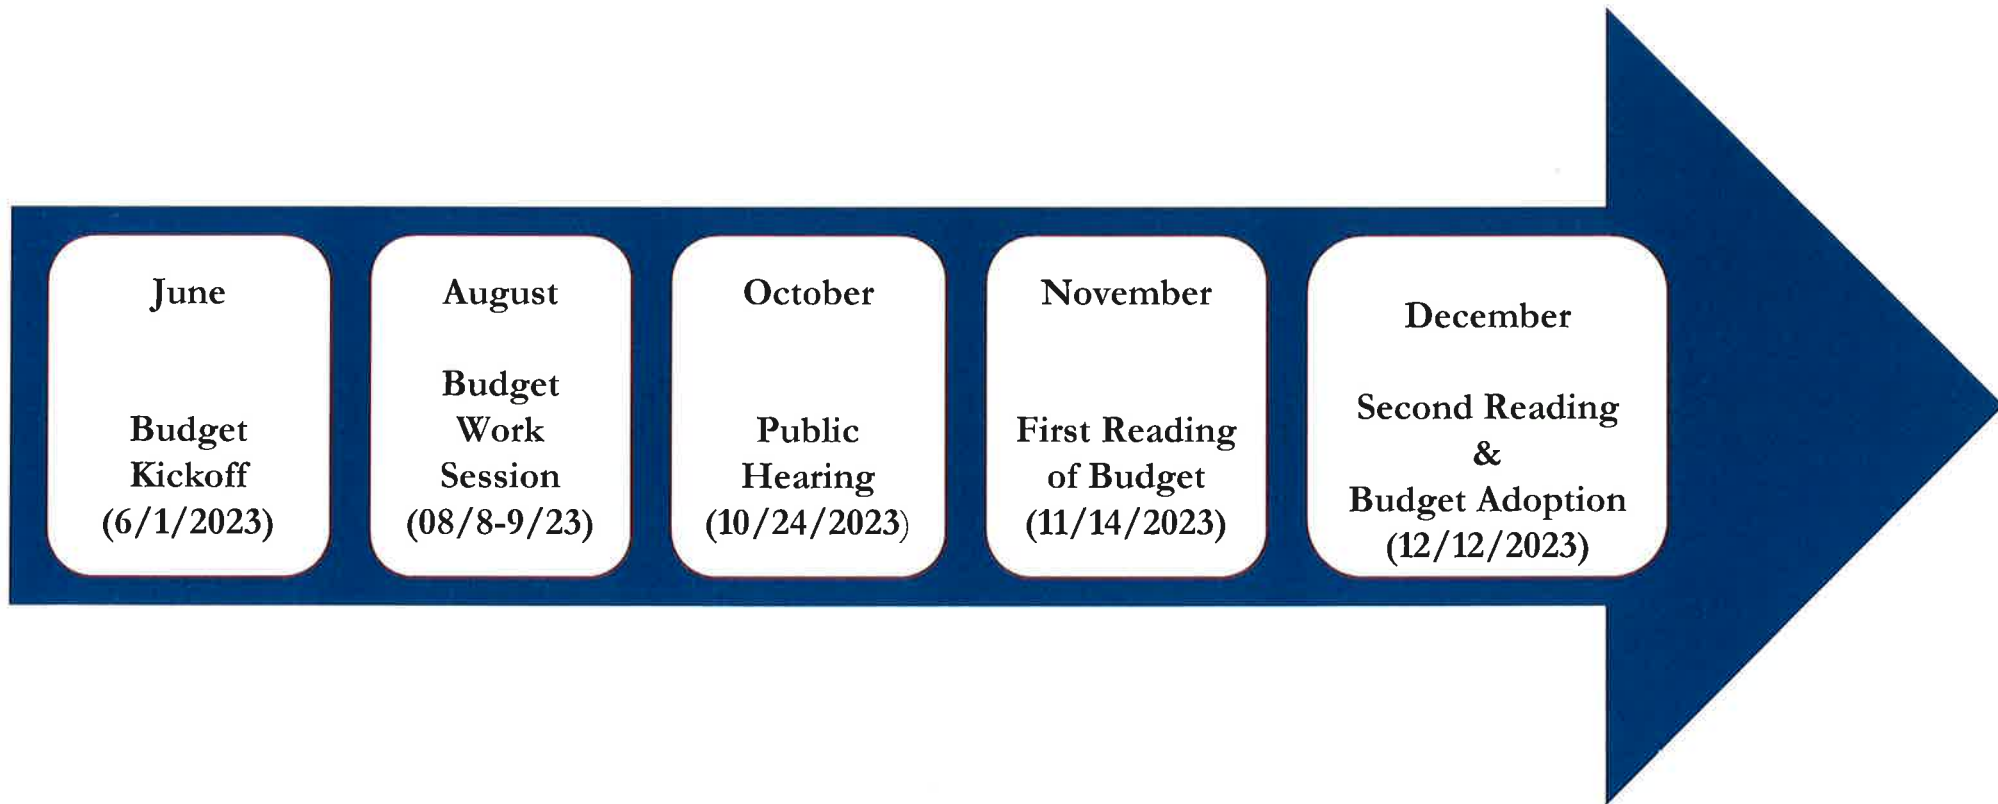 June
Budget
Kickoff
(6/1/2023)
August
Budget
Work
Session
(08/8-9/23)
October
Public
Hearing
(10/24/2023)
November
First Reading
of Budget
(11/14/2023)
December
Second Reading
&
Budget Adoption
(12/12/2023)